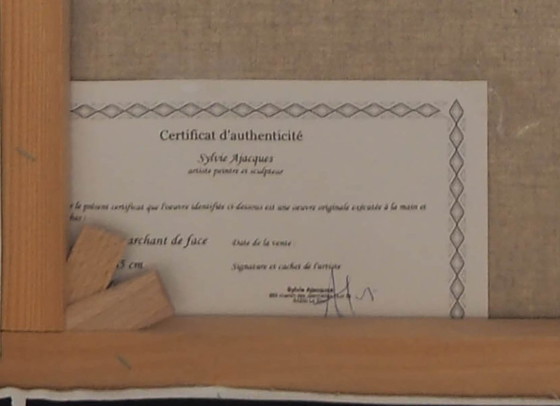 Certificat d'authenticité
Sylvie Ajacques
artiste peintre et sculpteur
le présent certificat que l'oeuvre identifiée ci-dessous est une oeuvre originale exécutée à la main et
archant de face Date de la vente :
5 cm Signature et cachet de l'artiste
Sylvie Ajacques